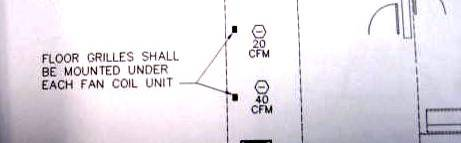 FLOOR GRILLES SHALL
BE MOUNTED UNDER
EACH FAN COIL UNIT
20
CFM
40
CFM